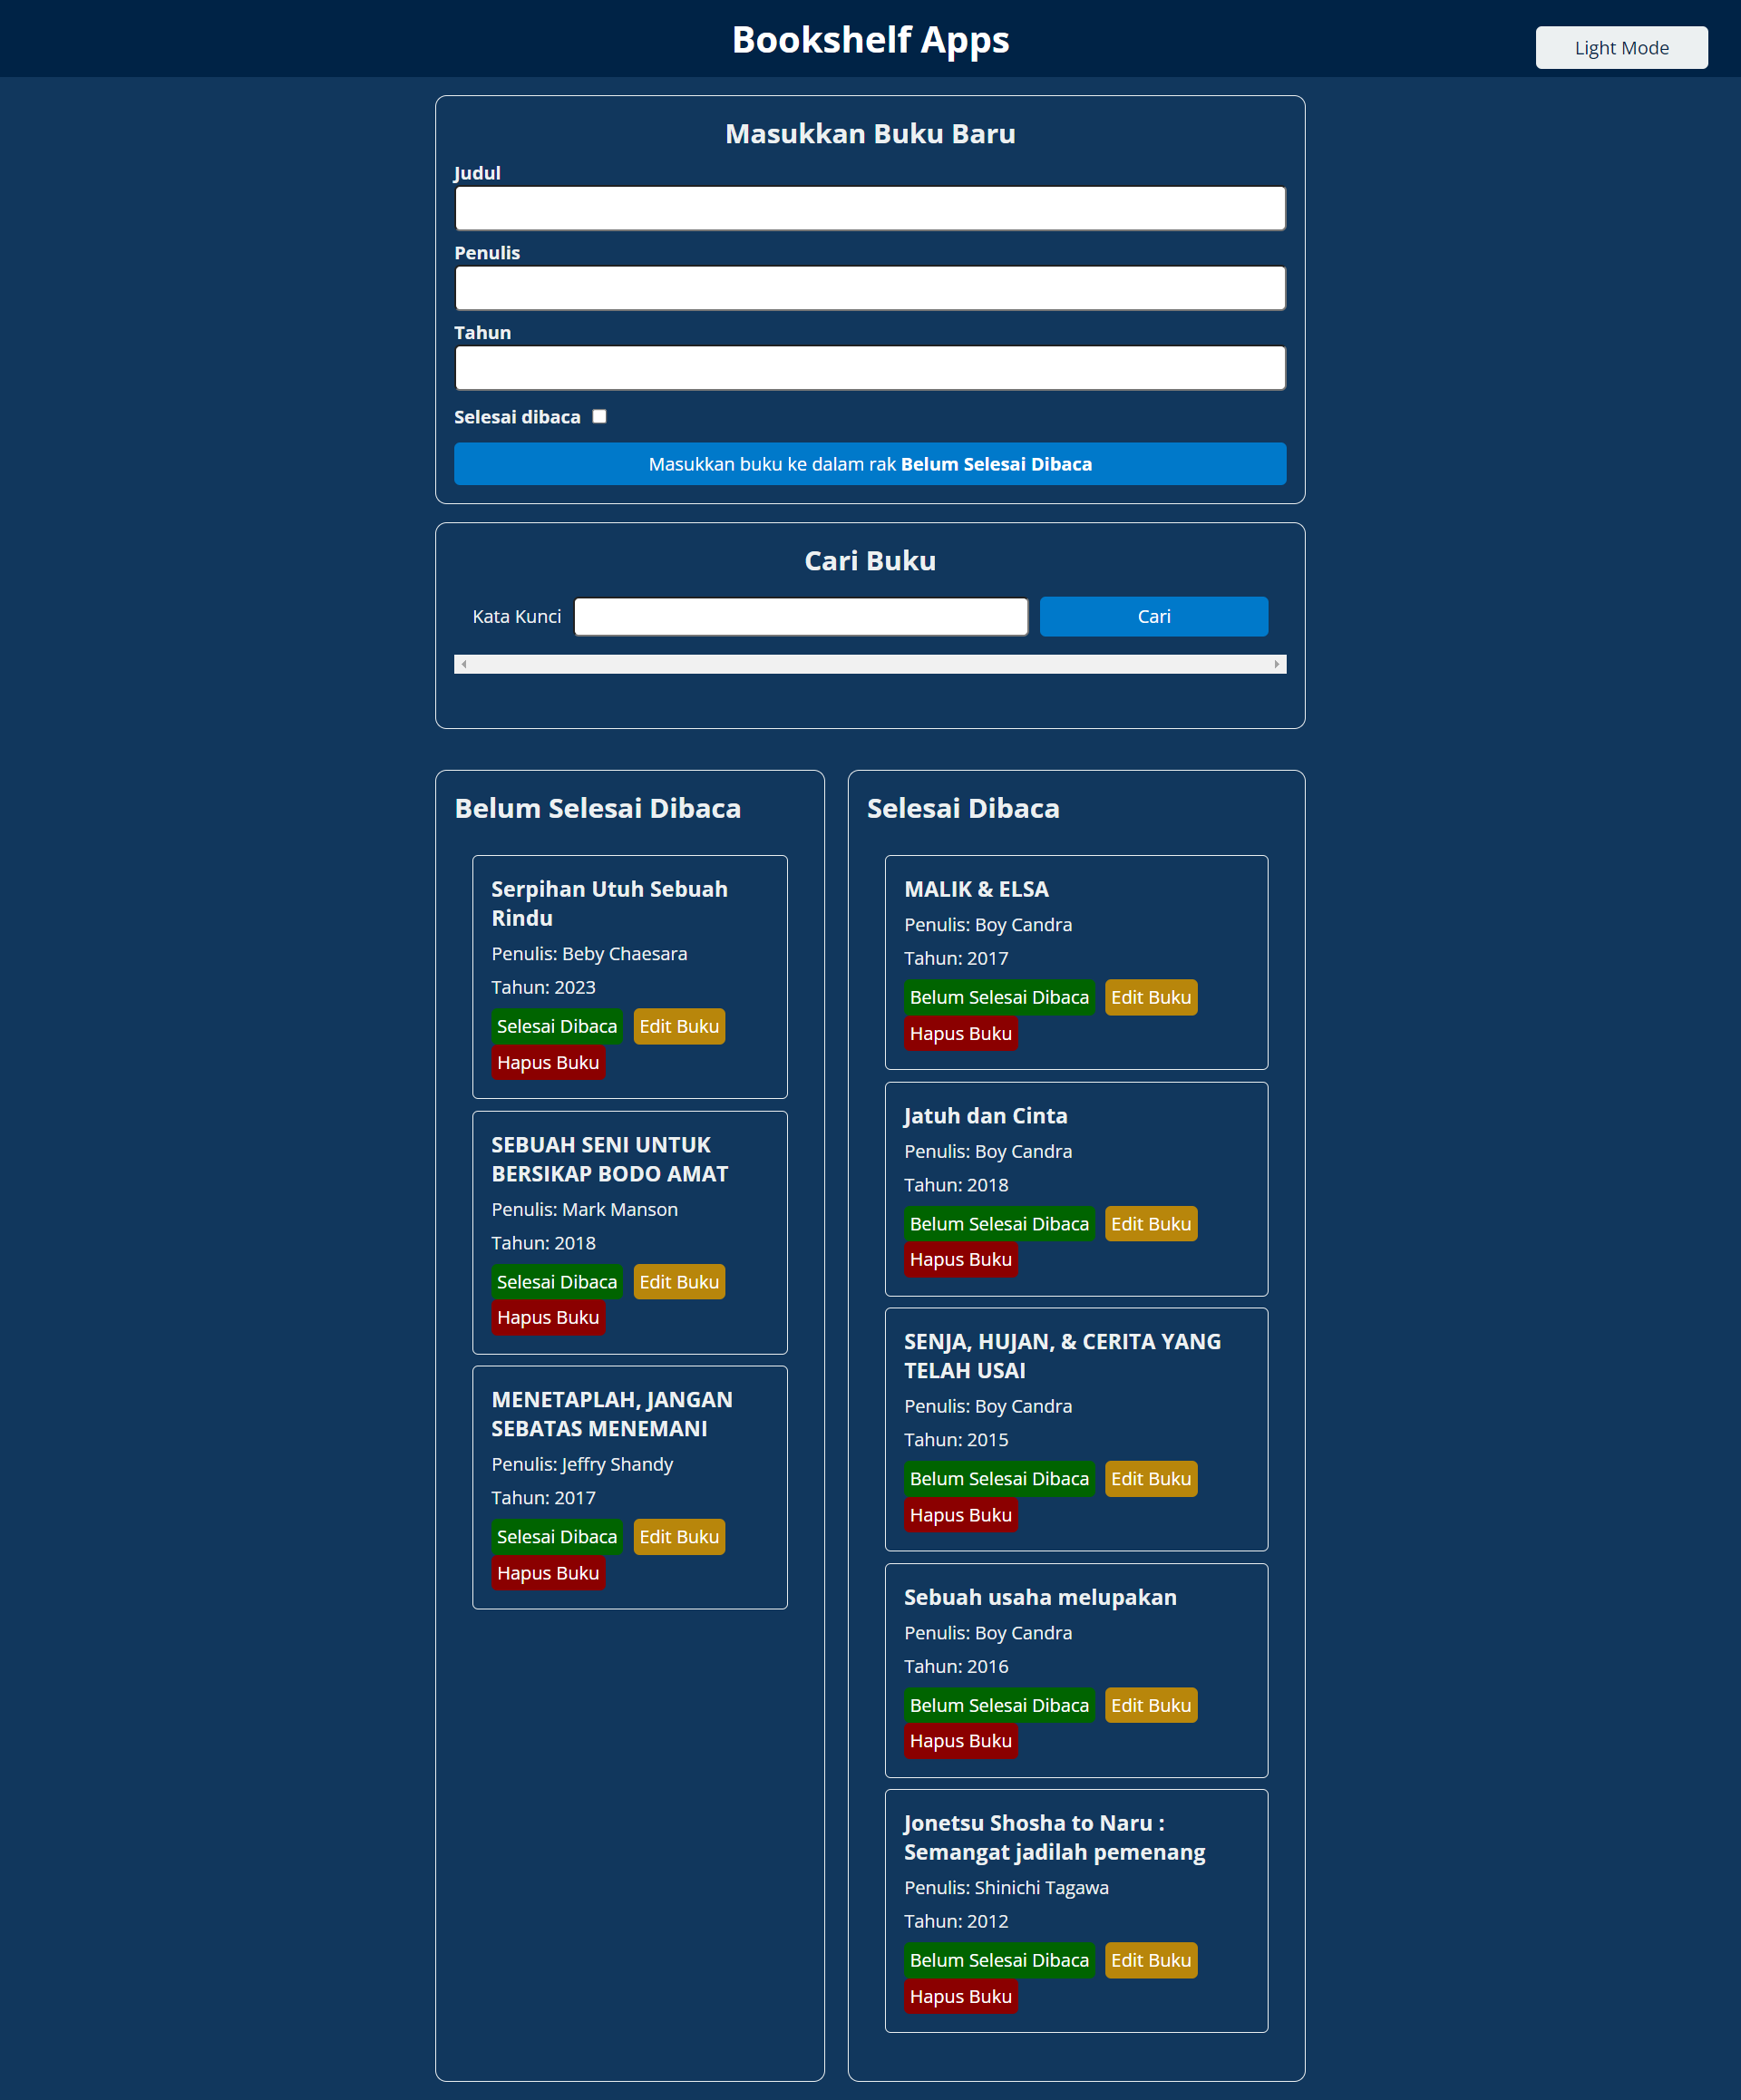 Bookshelf Apps
Light Mode
Masukkan Buku Baru
Judul
Penulis
Tahun
Selesai dibaca
Masukkan buku ke dalam rak Belum Selesai Dibaca
Cari Buku
Kata Kunci
Cari
Belum Selesai Dibaca
Serpihan Utuh Sebuah
Rindu
Penulis: Beby Chaesara
Tahun: 2023
Selesai Dibaca Edit Buku
Hapus Buku
SEBUAH SENI UNTUK
BERSIKAP BODO AMAT
Penulis: Mark Manson
Tahun: 2018
Selesai Dibaca Edit Buku
Hapus Buku
MENETAPLAH, JANGAN
SEBATAS MENEMANI
Penulis: Jeffry Shandy
Tahun: 2017
Selesai Dibaca Edit Buku
Hapus Buku
Selesai Dibaca
MALIK & ELSA
Penulis: Boy Candra
Tahun: 2017
Belum Selesai Dibaca Edit Buku
Hapus Buku
Jatuh dan Cinta
Penulis: Boy Candra
Tahun: 2018
Belum Selesai Dibaca Edit Buku
Hapus Buku
SENJA, HUJAN, & CERITA YANG
TELAH USAI
Penulis: Boy Candra
Tahun: 2015
Belum Selesai Dibaca Edit Buku
Hapus Buku
Sebuah usaha melupakan
Penulis: Boy Candra
Tahun: 2016
Belum Selesai Dibaca Edit Buku
Hapus Buku
Jonetsu Shosha to Naru :
Semangat jadilah pemenang
Penulis: Shinichi Tagawa
Tahun: 2012
Belum Selesai Dibaca Edit Buku
Hapus Buku